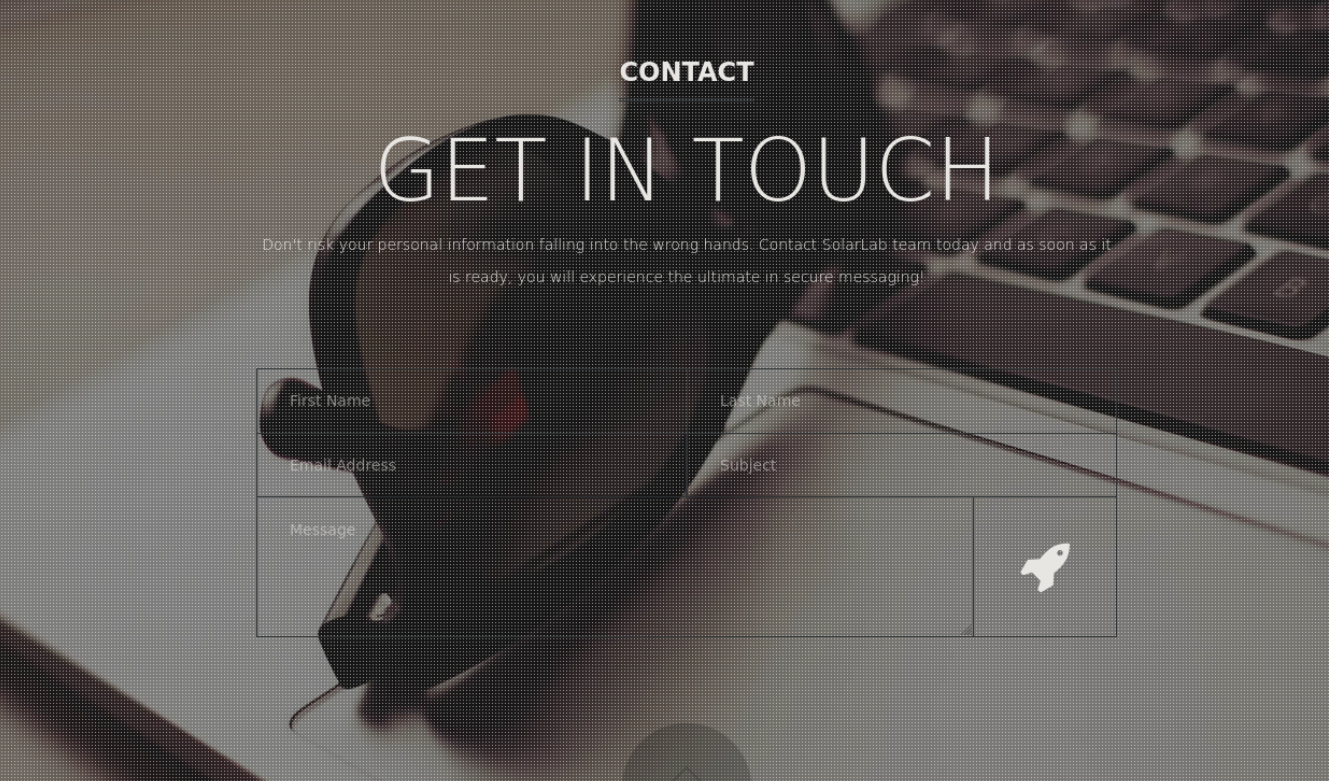 CONTACT
GET IN TOUCH
Don't risk your personal information falling into the wrong hands. Contact SolarLab team today and as soon as it
is ready, you will experience the ultimate in secure messaging!
First Name
Last Name
Email Address
Subject
Message